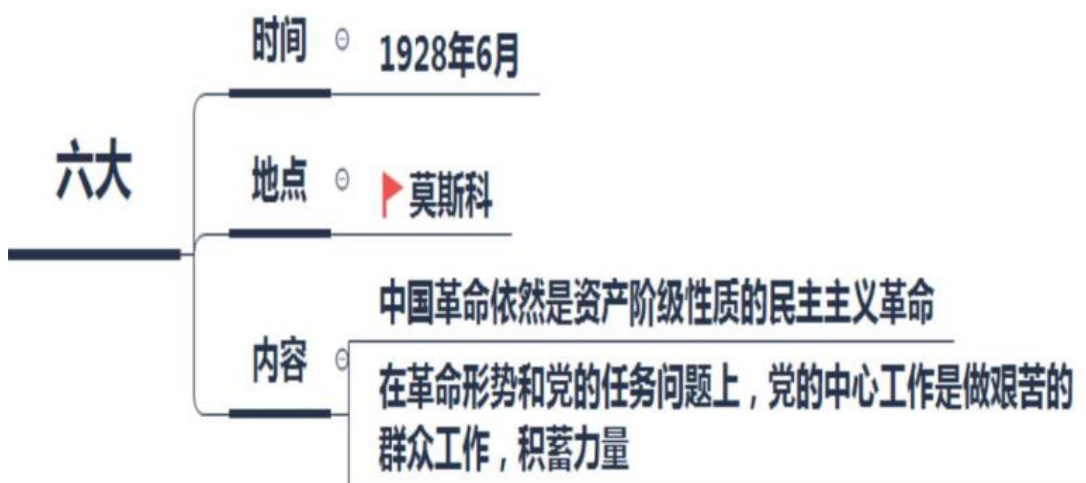 六大
时间
1928年6月
地点
莫斯科
内容
中国革命依然是资产阶级性质的民主主义革命
在革命形势和党的任务问题上，党的中心工作是做艰苦的
群众工作，积蓄力量